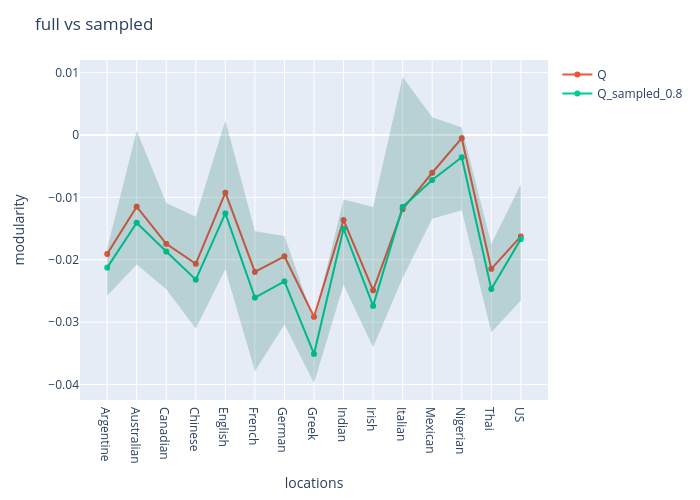 full vs sampled
0.01
0
−0.01
−0.02
−0.03
−0.04
modularity
Argentine
Australian
Canadian
Chinese
English
French
German
Greek
Indian
Irish
Italian
Mexican
Nigerian
Thai
US
locations
Q
Q_sampled_0.8